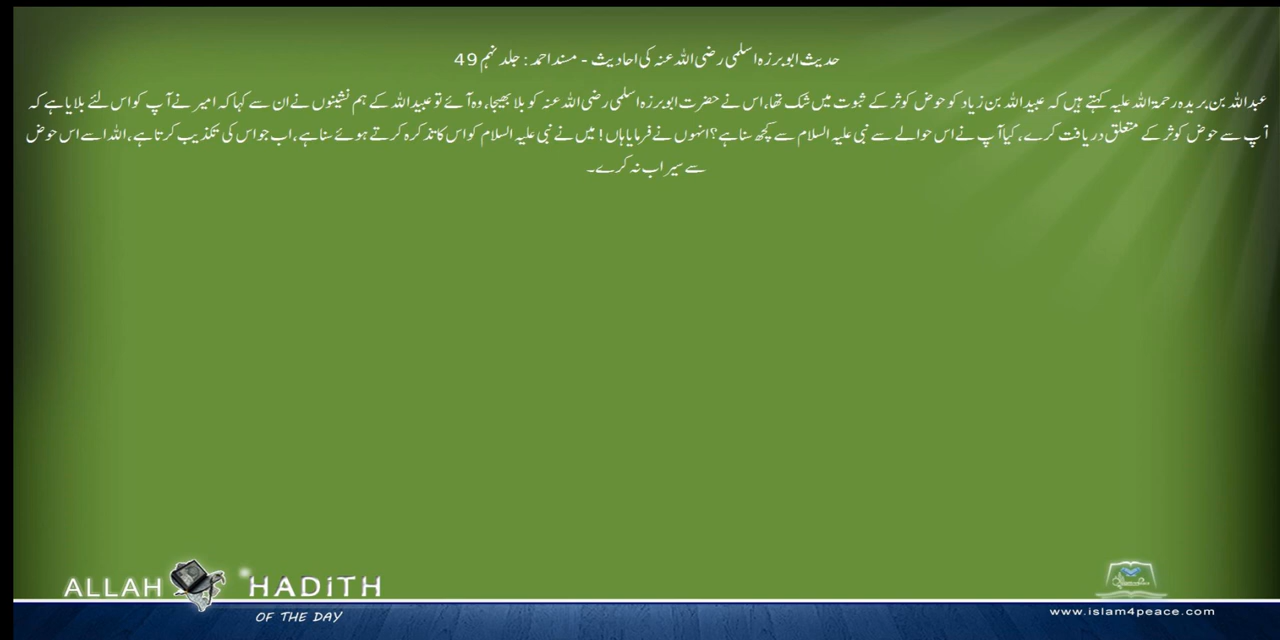 حدیث ابوبرزہ اسلمی رضی اللہ عنہ کی احادیث - مسند احمد : جلد نہم 49
عبداللہ بن بریدہ رحمۃ اللہ علیہ کہتے ہیں کہ عبیداللہ بن زیاد کو حوض کوثر کے ثبوت میں شک تھا، اس نے حضرت ابوبرزہ اسلمی رضی اللہ عنہ کو بلا بھیجا، وہ آئے تو عبیداللہ کے ہم نشینوں نے ان سے کہا کہ امیر نے آپ کو اس لئے بلایا ہے کہ
آپ سے حوض کوثر کے متعلق دریافت کرے، کیا آپ نے اس حوالے سے نبی علیہ السلام سے کچھ سنا ہے؟ انہوں نے فرمایا ہاں! میں نے نبی علیہ السلام کو اس کا تذکرہ کرتے ہوئے سنا ہے، اب جو اس کی تکذیب کرتا ہے، اللہ اسے اس حوض
سے سیراب نہ کرے۔
ALLAH HADITH
OF THE DAY
www.islam4peace.com